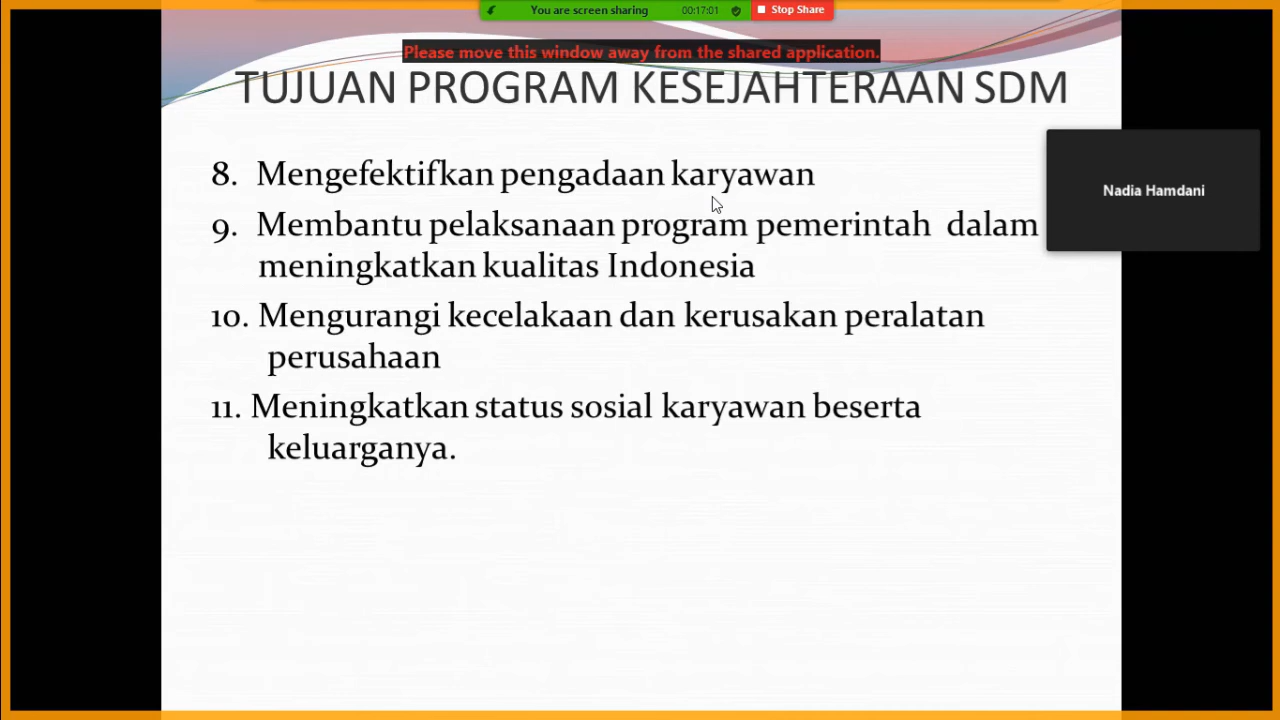 You are screen sharing 00:17:01 Stop Share
Please move this window away from the shared application.
TUJUAN PROGRAM KESEJAHTERAAN SDM
8. Mengefektifkan pengadaan karyawan
Nadia Hamdani
9. Membantu pelaksanaan program pemerintah dalam
meningkatkan kualitas Indonesia
10. Mengurangi kecelakaan dan kerusakan peralatan
perusahaan
11. Meningkatkan status sosial karyawan beserta
keluarganya.